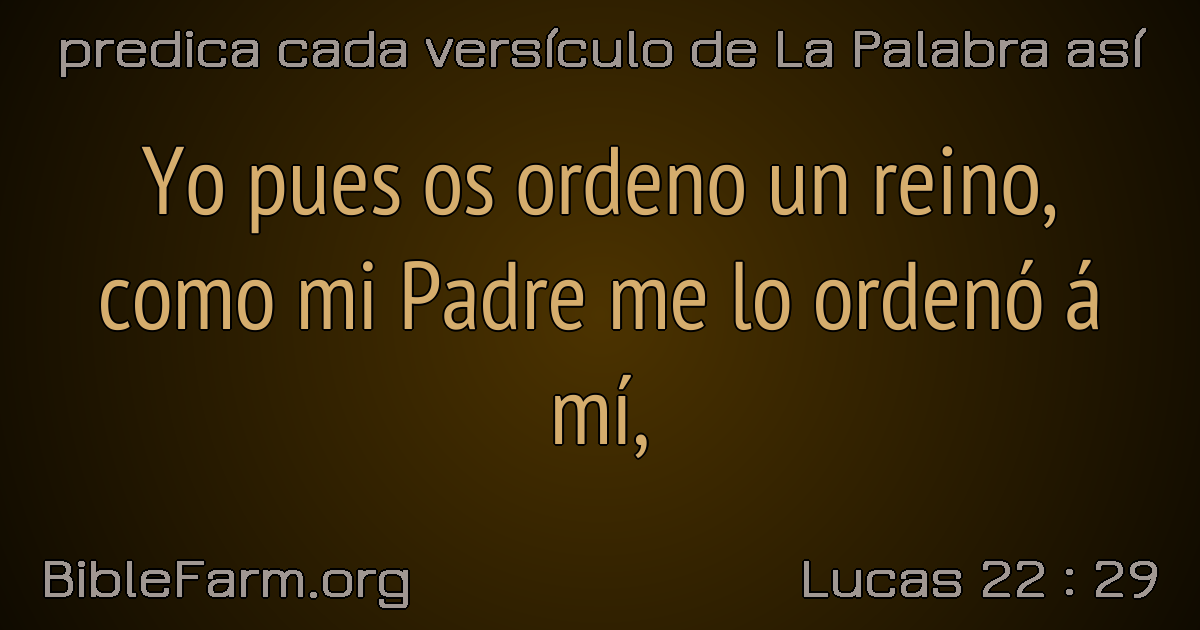 predica cada versículo de La Palabra así
Yo pues os ordeno un reino,
como mi Padre me lo ordenó á
mí,
BibleFarm.org
Lucas 22 : 29